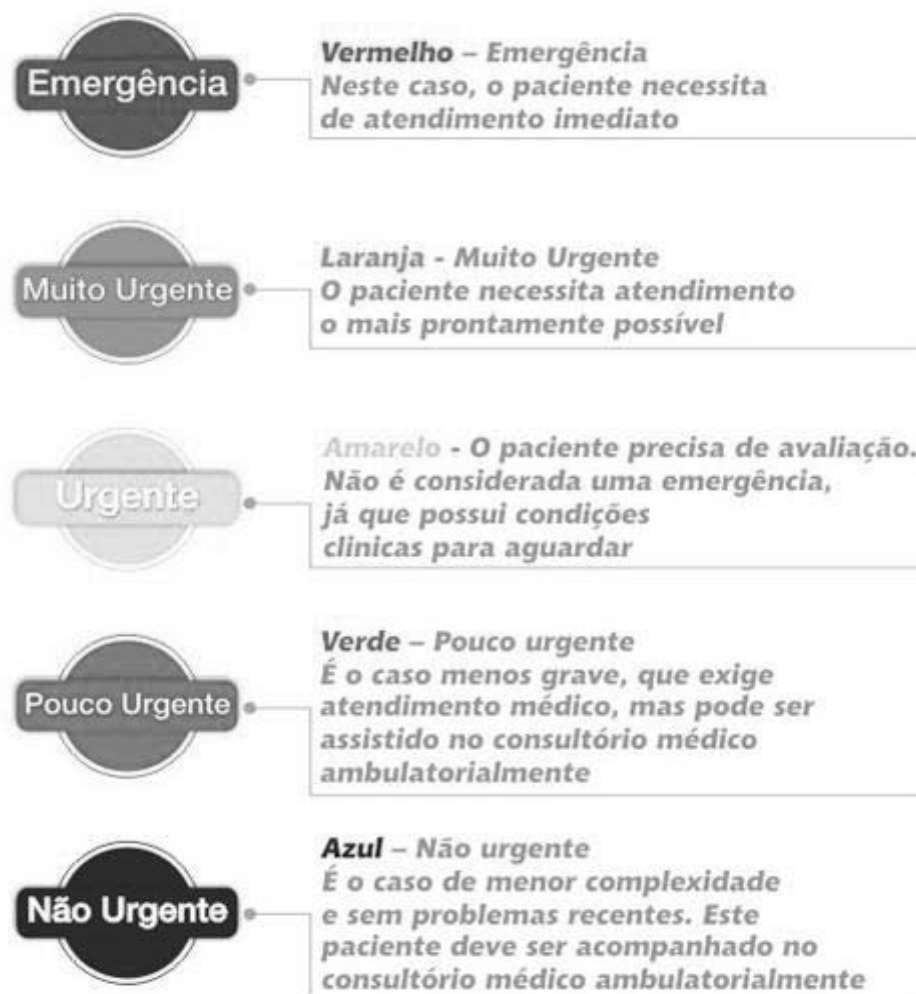 Emergência
Vermelho – Emergência
Neste caso, o paciente necessita
de atendimento imediato
Muito Urgente
Laranja - Muito Urgente
O paciente necessita atendimento
o mais prontamente possível
Urgente
Amarelo - O paciente precisa de avaliação.
Não é considerada uma emergência,
já que possui condições
clinicas para aguardar
Pouco Urgente
Verde – Pouco urgente
É o caso menos grave, que exige
atendimento médico, mas pode ser
assistido no consultório médico
ambulatorialmente
Não Urgente
Azul – Não urgente
É o caso de menor complexidade
e sem problemas recentes. Este
paciente deve ser acompanhado no
consultório médico ambulatorialmente